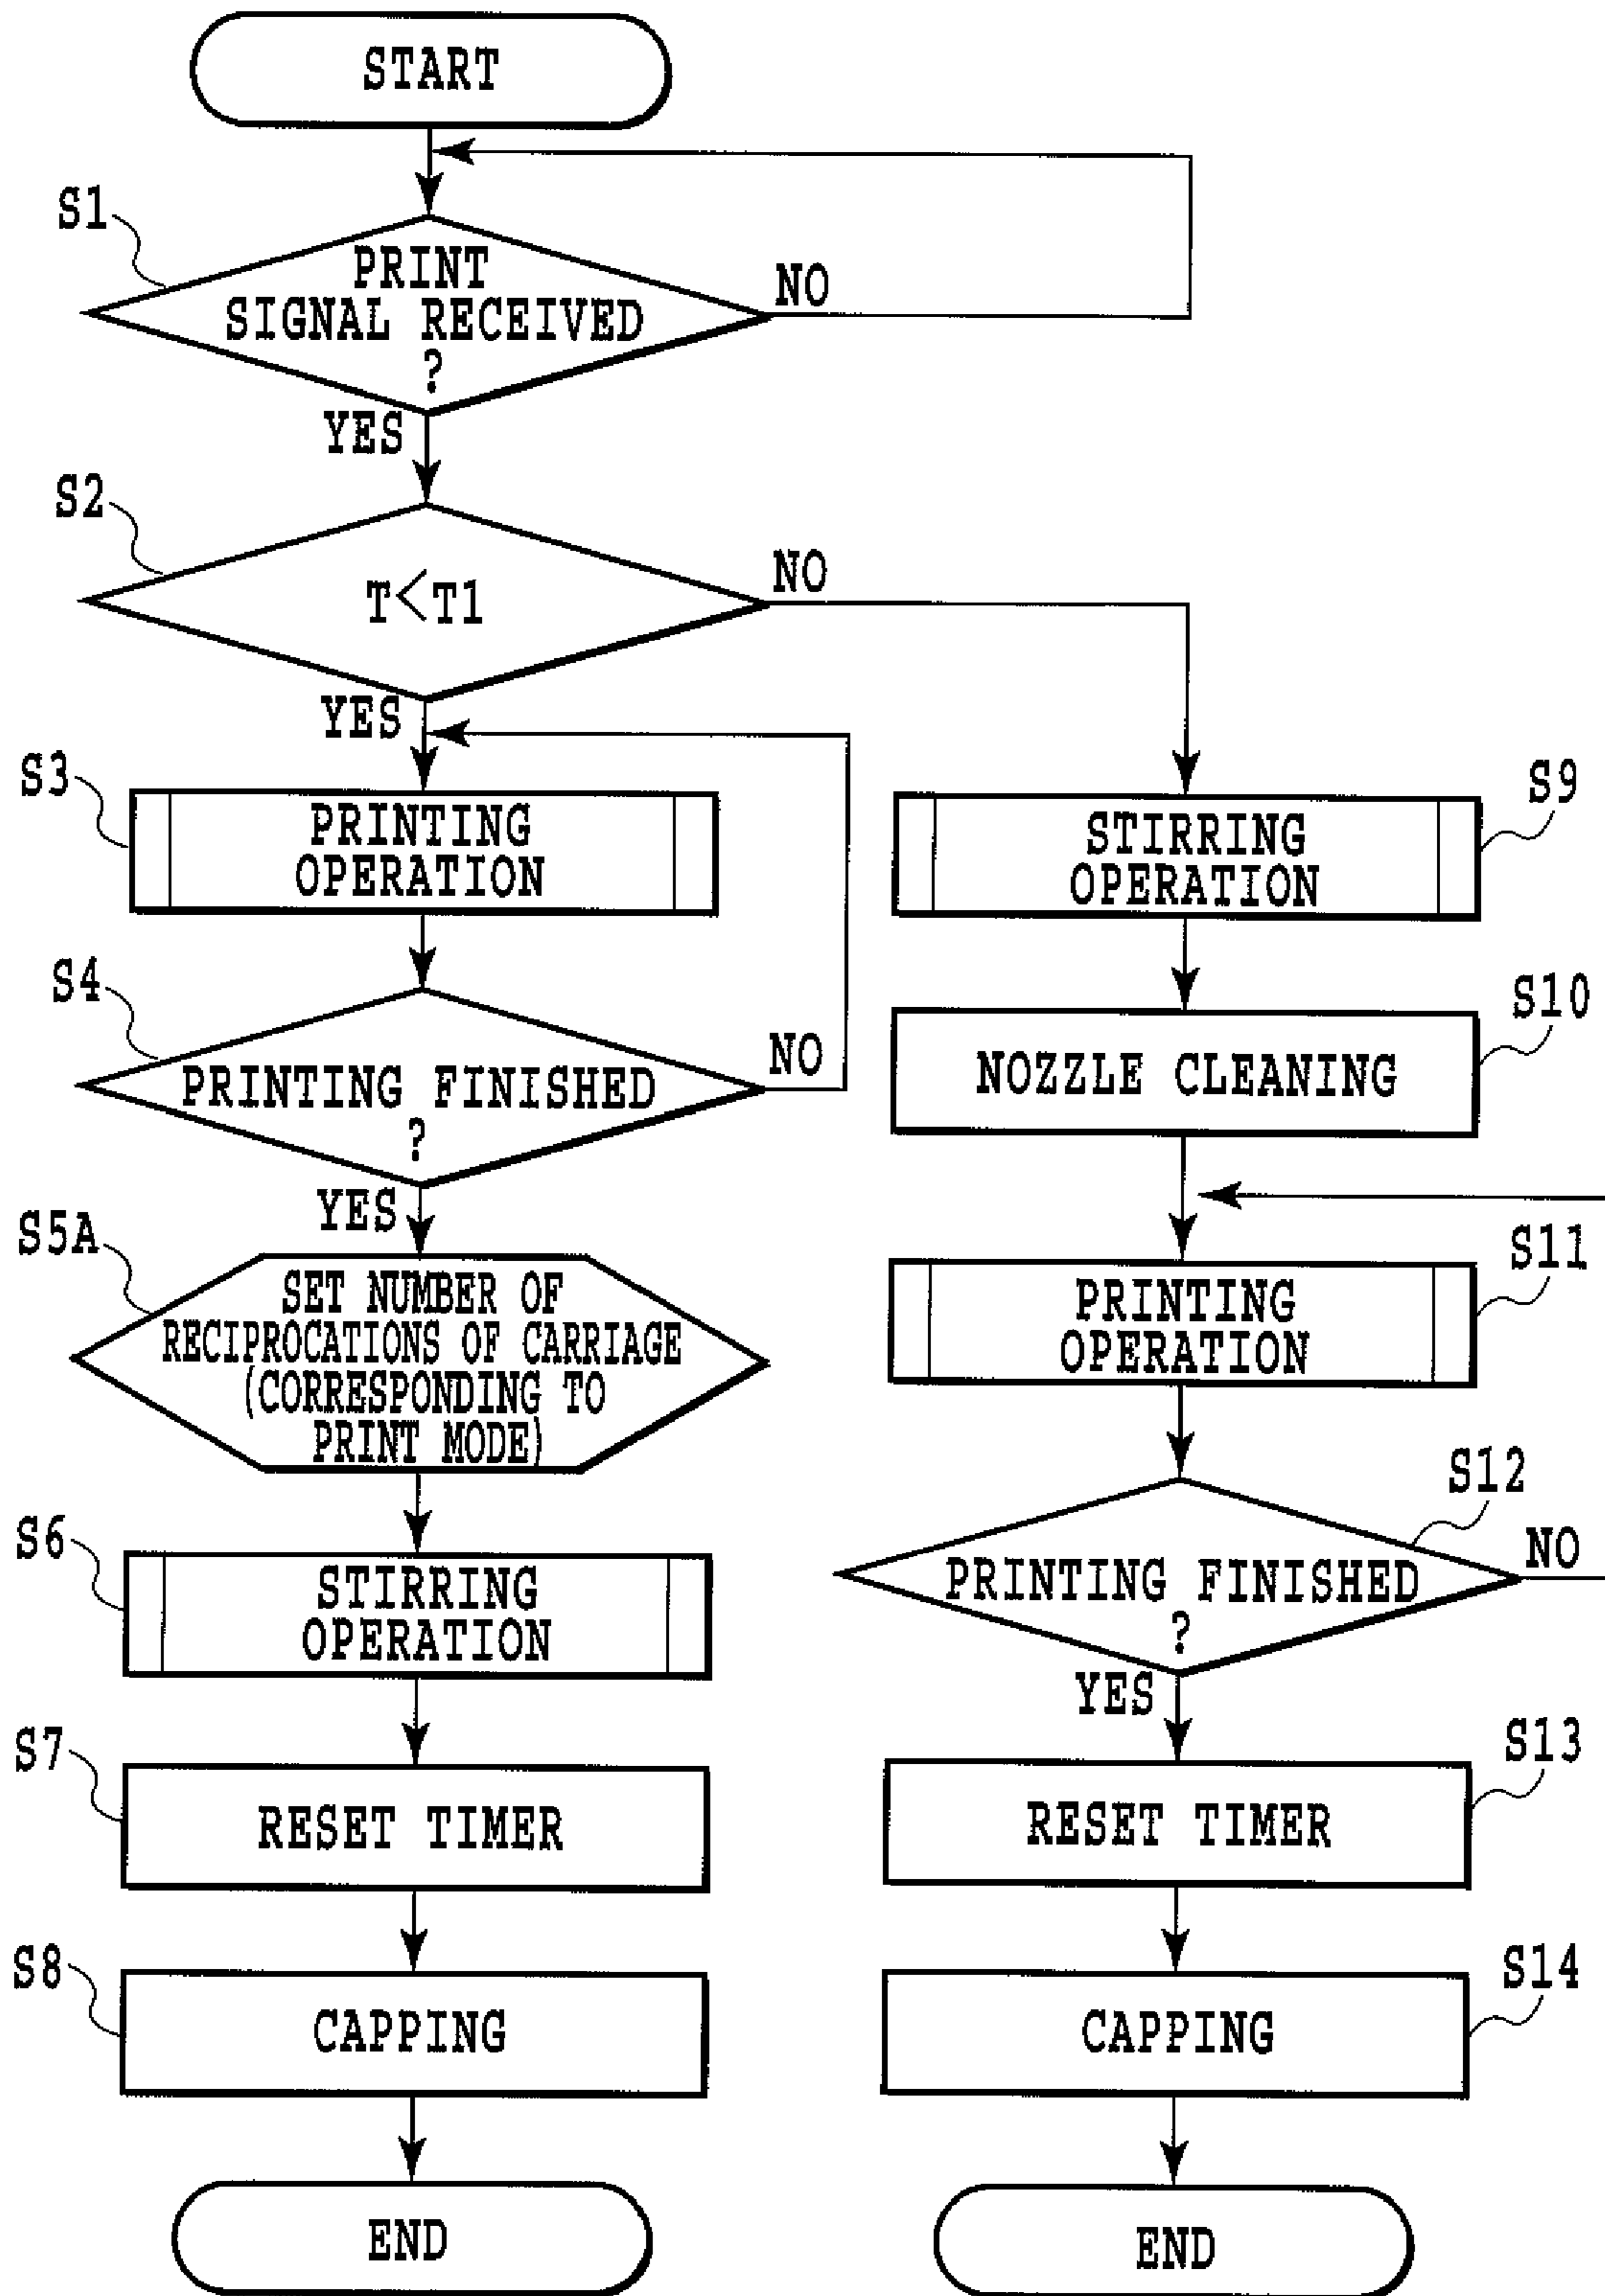 START
S1
PRINT
SIGNAL RECEIVED
?
NO
YES
S2
T<T1
NO
YES
S3
PRINTING
OPERATION
S4
PRINTING FINISHED
?
NO
YES
S5A
SET NUMBER OF
RECIPROCATIONS OF CARRIAGE
(CORRESPONDING TO
PRINT MODE)
S6
STIRRING
OPERATION
S7
RESET TIMER
S8
CAPPING
END
S9
STIRRING
OPERATION
S10
NOZZLE CLEANING
S11
PRINTING
OPERATION
S12
PRINTING FINISHED
?
NO
YES
S13
RESET TIMER
S14
CAPPING
END